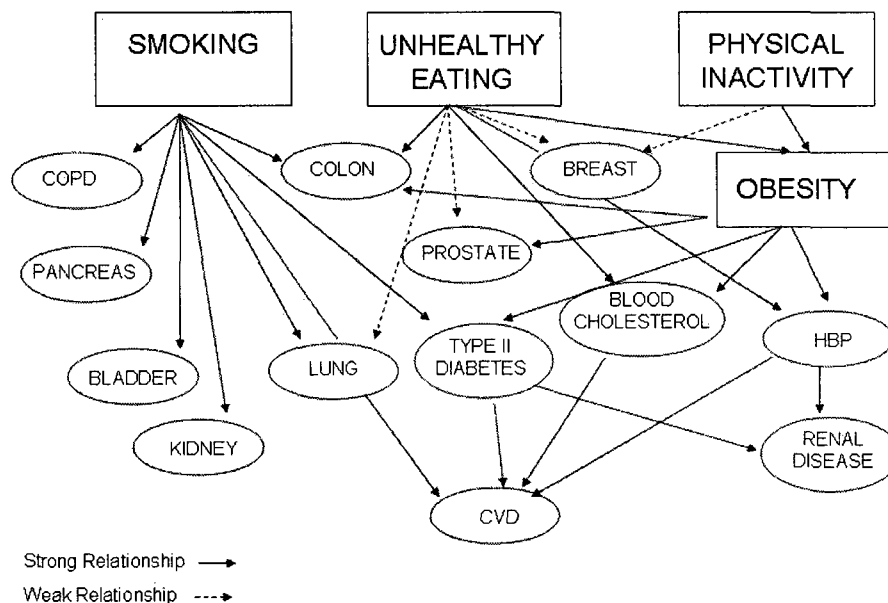 SMOKING
UNHEALTHY
EATING
PHYSICAL
INACTIVITY
COPD
COLON
BREAST
OBESITY
PANCREAS
PROSTATE
BLOOD
CHOLESTEROL
BLADDER
LUNG
TYPE II
DIABETES
HBP
KIDNEY
RENAL
DISEASE
CVD
Strong Relationship
Weak Relationship